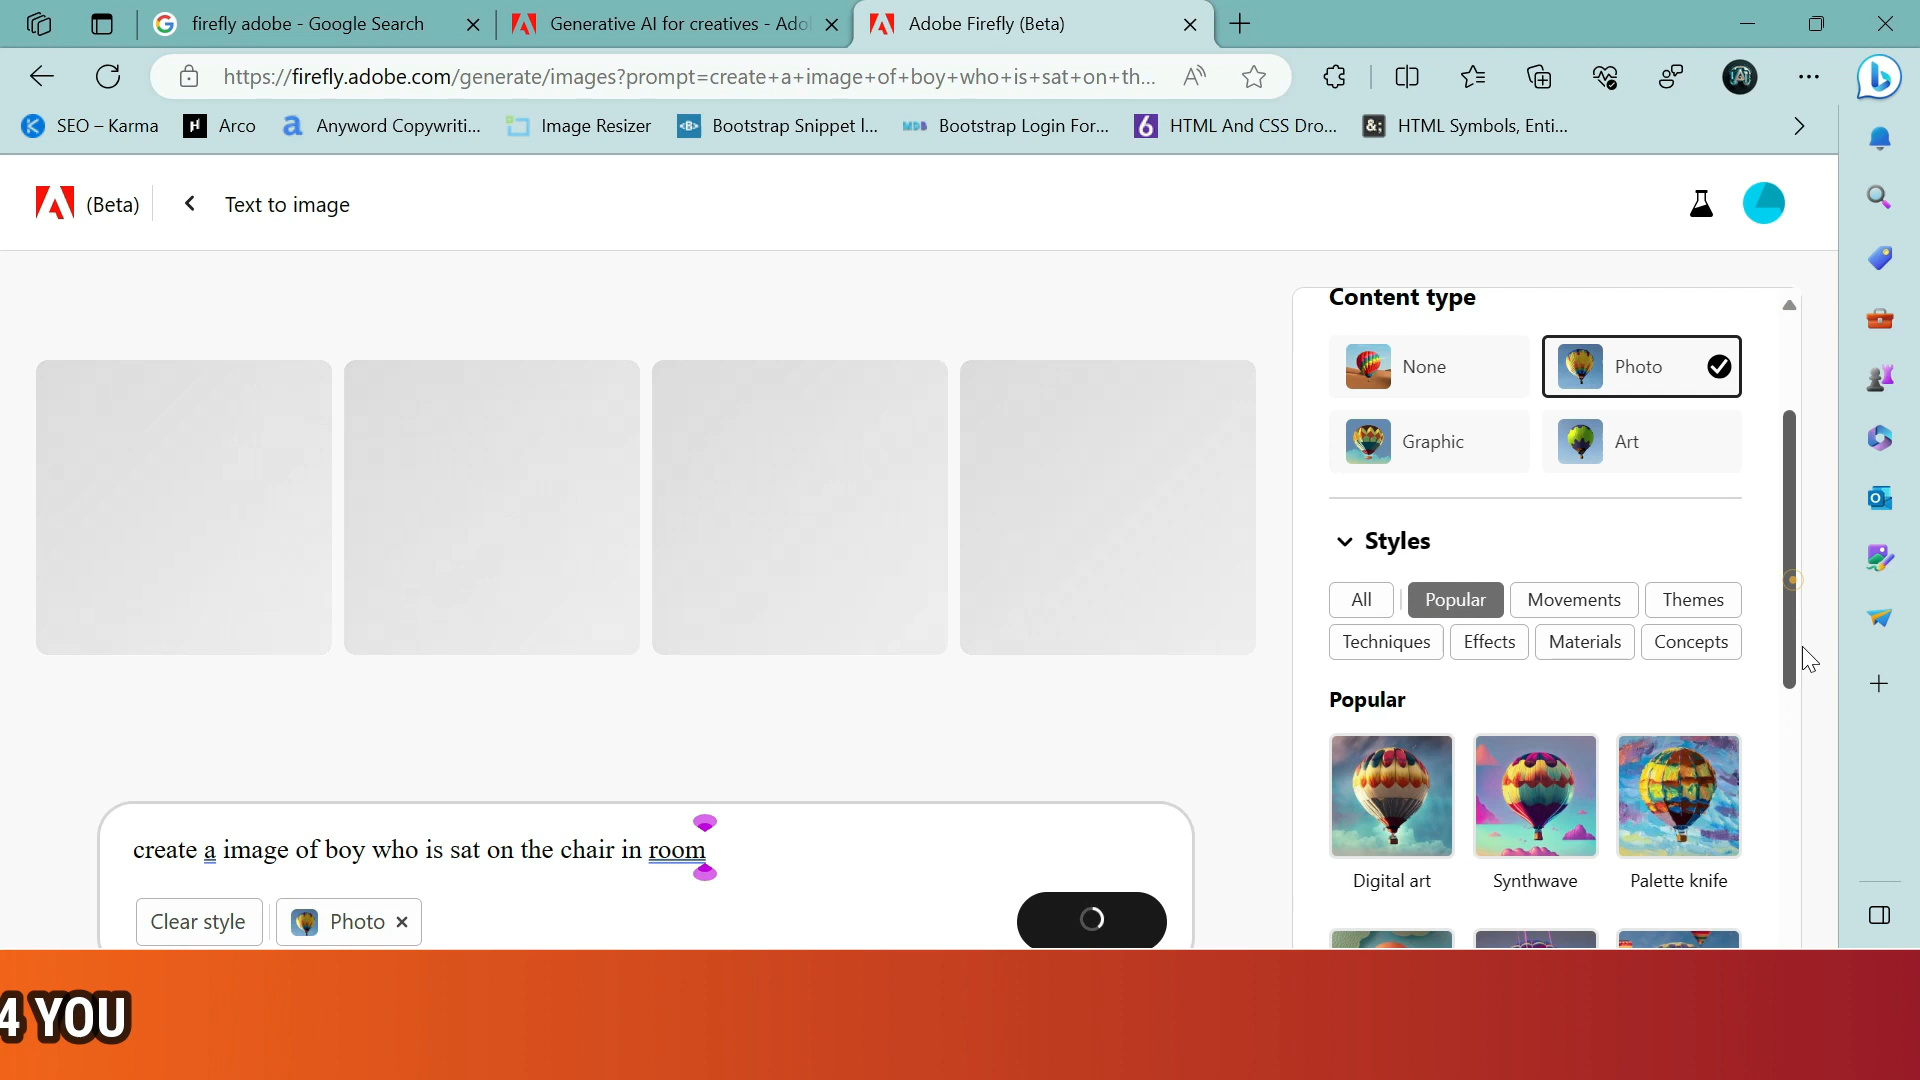 firefly adobe - Google Search
Generative AI for creatives - Ado
Adobe Firefly (Beta)
https://firefly.adobe.com/generate/images?prompt=create+a+image+of+boy+who+is+sat+on+th...
SEO – Karma
Arco
Anyword Copywriti...
Image Resizer
Bootstrap Snippet l...
MDB
Bootstrap Login For...
HTML And CSS Dro...
HTML Symbols, Enti...
(Beta)
Text to image
Content type
None
Photo
Graphic
Art
Styles
All
Popular
Movements
Themes
Techniques
Effects
Materials
Concepts
Popular
Digital art
Synthwave
Palette knife
create a image of boy who is sat on the chair in room
Clear style
Photo
4 YOU